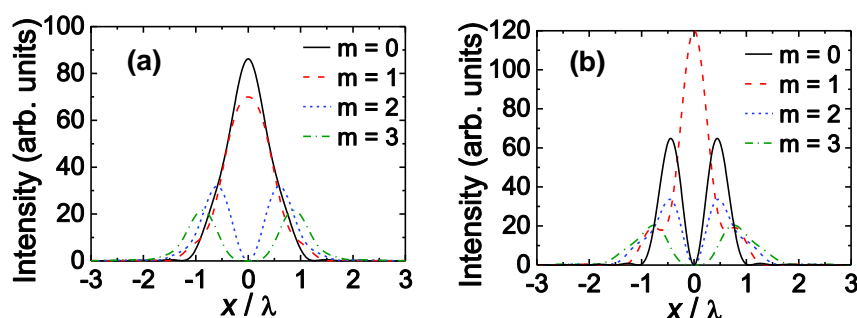 (a)
m = 0
m = 1
m = 2
m = 3
Intensity (arb. units)
100
80
60
40
20
0
-3 -2 -1 0 1 2 3
x / λ
(b)
m = 0
m = 1
m = 2
m = 3
Intensity (arb. units)
120
100
80
60
40
20
0
-3 -2 -1 0 1 2 3
x / λ